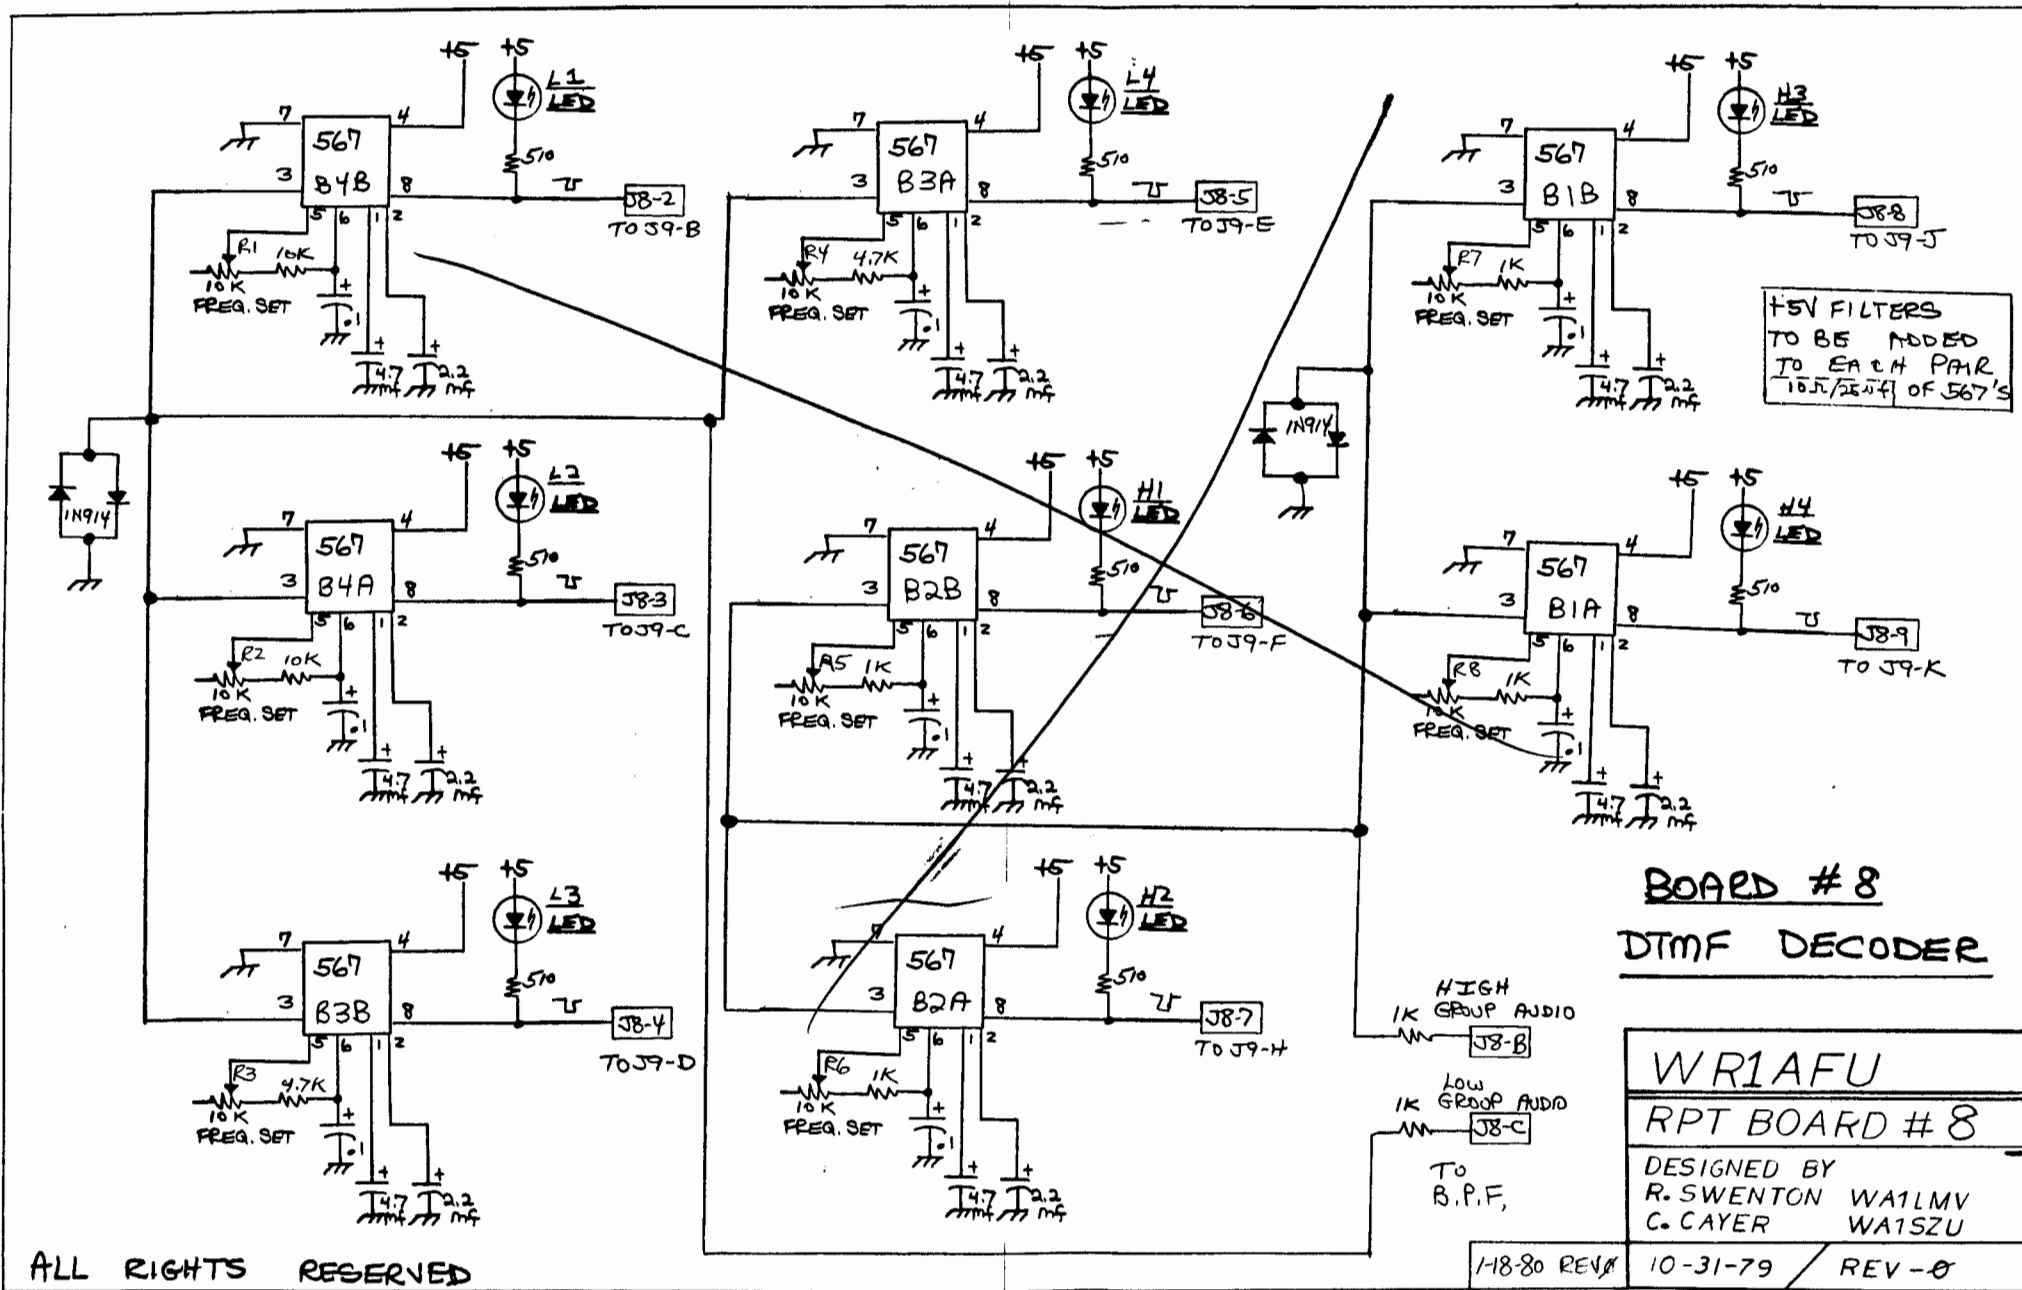 +5 +5
L1
LED
7 4
567
B4B
510
3 8
J8-2
TO J9-B
5 6 1 2
R1 10K
10K
FREQ. SET
+
.1
+ +
4.7 mf 2.2 mf
+5 +5
L4
LED
7 4
567
B3A
510
3 8
J8-5
TO J9-E
5 6 1 2
R4 4.7K
10K
FREQ. SET
+
.1
+ +
4.7 mf 2.2 mf
+5 +5
H3
LED
7 4
567
B1B
510
3 8
J8-8
TO J9-J
5 6 1 2
R7 1K
10K
FREQ. SET
+
.1
+ +
4.7 mf 2.2 mf
+5V FILTERS
TO BE ADDED
TO EACH PAIR
OF 567'S
1N914
1N914
+5 +5
L2
LED
7 4
567
B4A
510
3 8
J8-3
TO J9-C
5 6 1 2
R2 10K
10K
FREQ. SET
+
.1
+ +
4.7 mf 2.2 mf
+5 +5
H1
LED
7 4
567
B2B
510
3 8
J8-6
TO J9-F
5 6 1 2
R5 1K
10K
FREQ. SET
+
.1
+ +
4.7 mf 2.2 mf
+5 +5
H4
LED
7 4
567
B1A
510
3 8
J8-9
TO J9-K
5 6 1 2
R8 1K
10K
FREQ. SET
+
.1
+ +
4.7 mf 2.2 mf
+5 +5
L3
LED
7 4
567
B3B
510
3 8
J8-4
TO J9-D
5 6 1 2
R3 4.7K
10K
FREQ. SET
+
.1
+ +
4.7 mf 2.2 mf
+5 +5
H2
LED
7 4
567
B2A
510
3 8
J8-7
TO J9-H
5 6 1 2
R6 1K
10K
FREQ. SET
+
.1
+ +
4.7 mf 2.2 mf
BOARD #8
DTMF DECODER
HIGH
1K GROUP AUDIO
J8-B
LOW
1K GROUP AUDIO
J8-C
TO
B.P.F,
WR1AFU
RPT BOARD #8
DESIGNED BY
R. SWENTON WA1LMV
C. CAYER WA1SZU
1-18-80 REVØ 10-31-79 / REV-Ø
ALL RIGHTS RESERVED